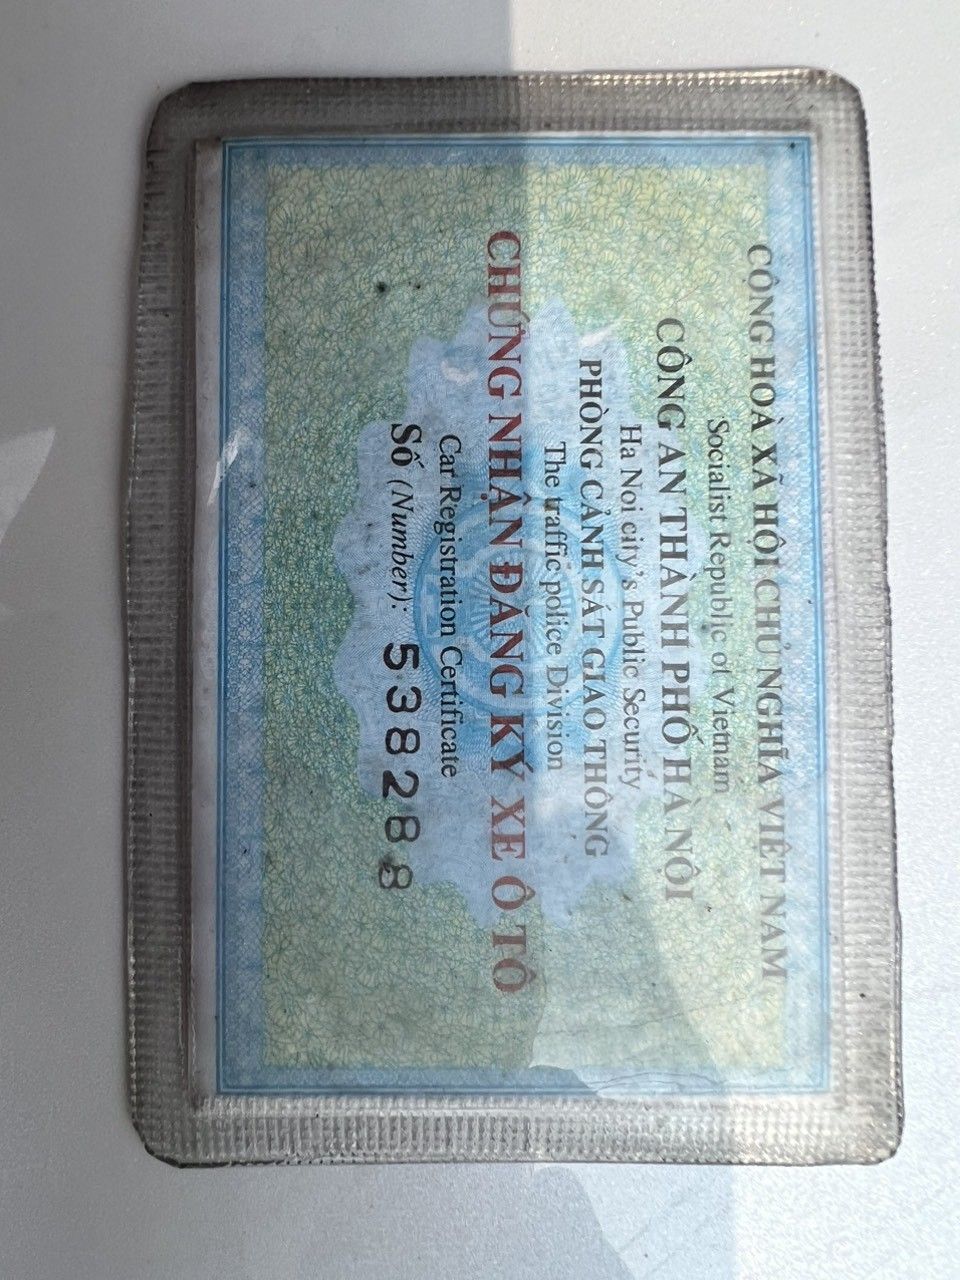 CỘNG HOÀ XÃ HỘI CHỦ NGHĨA VIỆT NAM
Socialist Republic of Vietnam
CÔNG AN THÀNH PHỐ HÀ NỘI
Ha Noi city's Public Security
PHÒNG CẢNH SÁT GIAO THÔNG
The traffic police Division
CHỨNG NHẬN ĐĂNG KÝ XE Ô TÔ
Car Registration Certificate
Số (Number): 538288